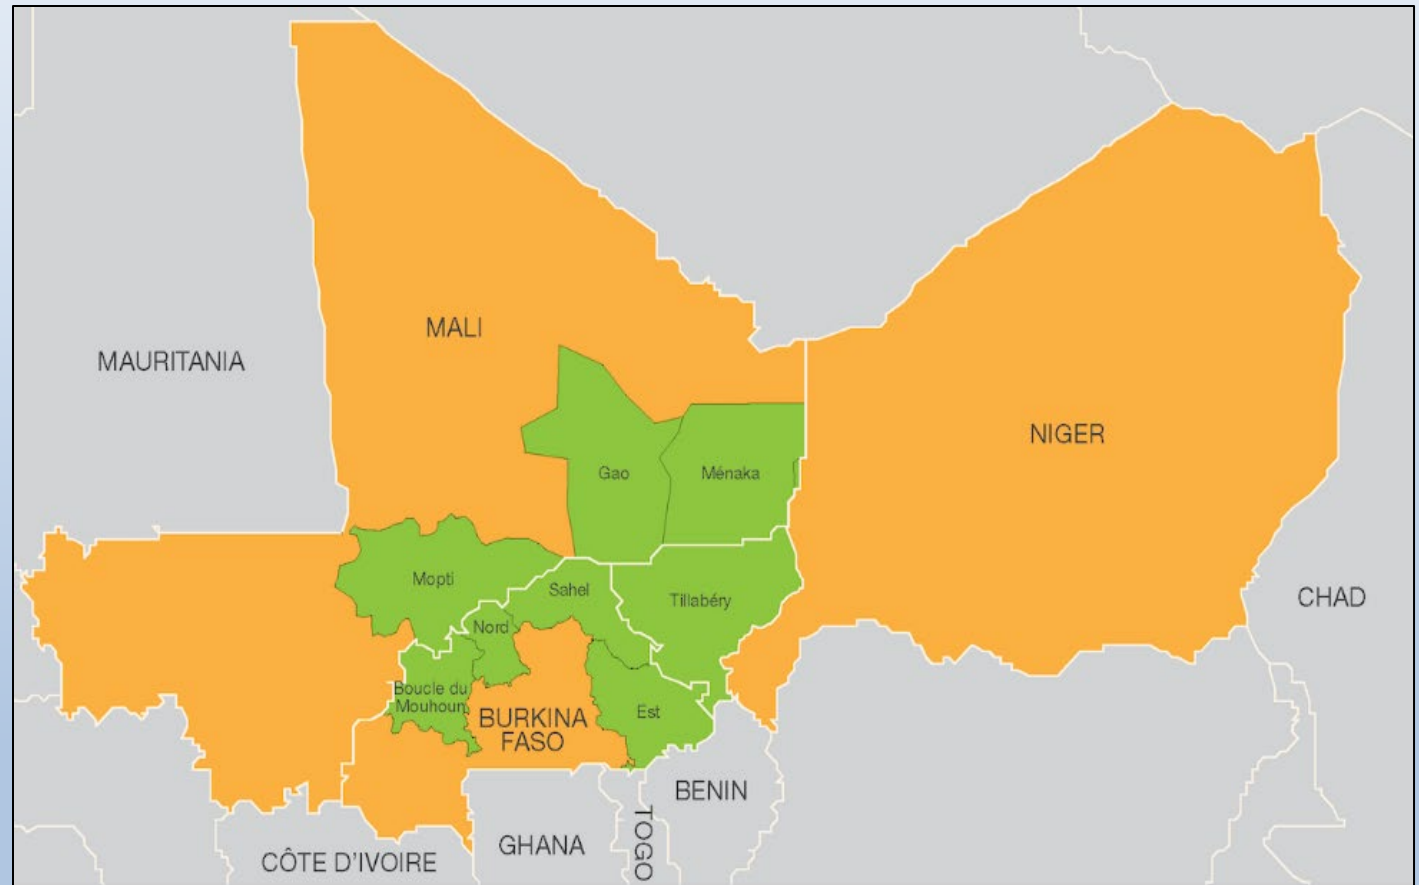 MALI
MAURITANIA
NIGER
Gao
Ménaka
Mopti
Sahel
Tillabéry
CHAD
Nord
Boucle du
Mouhoun
Est
BURKINA
FASO
BENIN
TOGO
GHANA
CÔTE D'IVOIRE